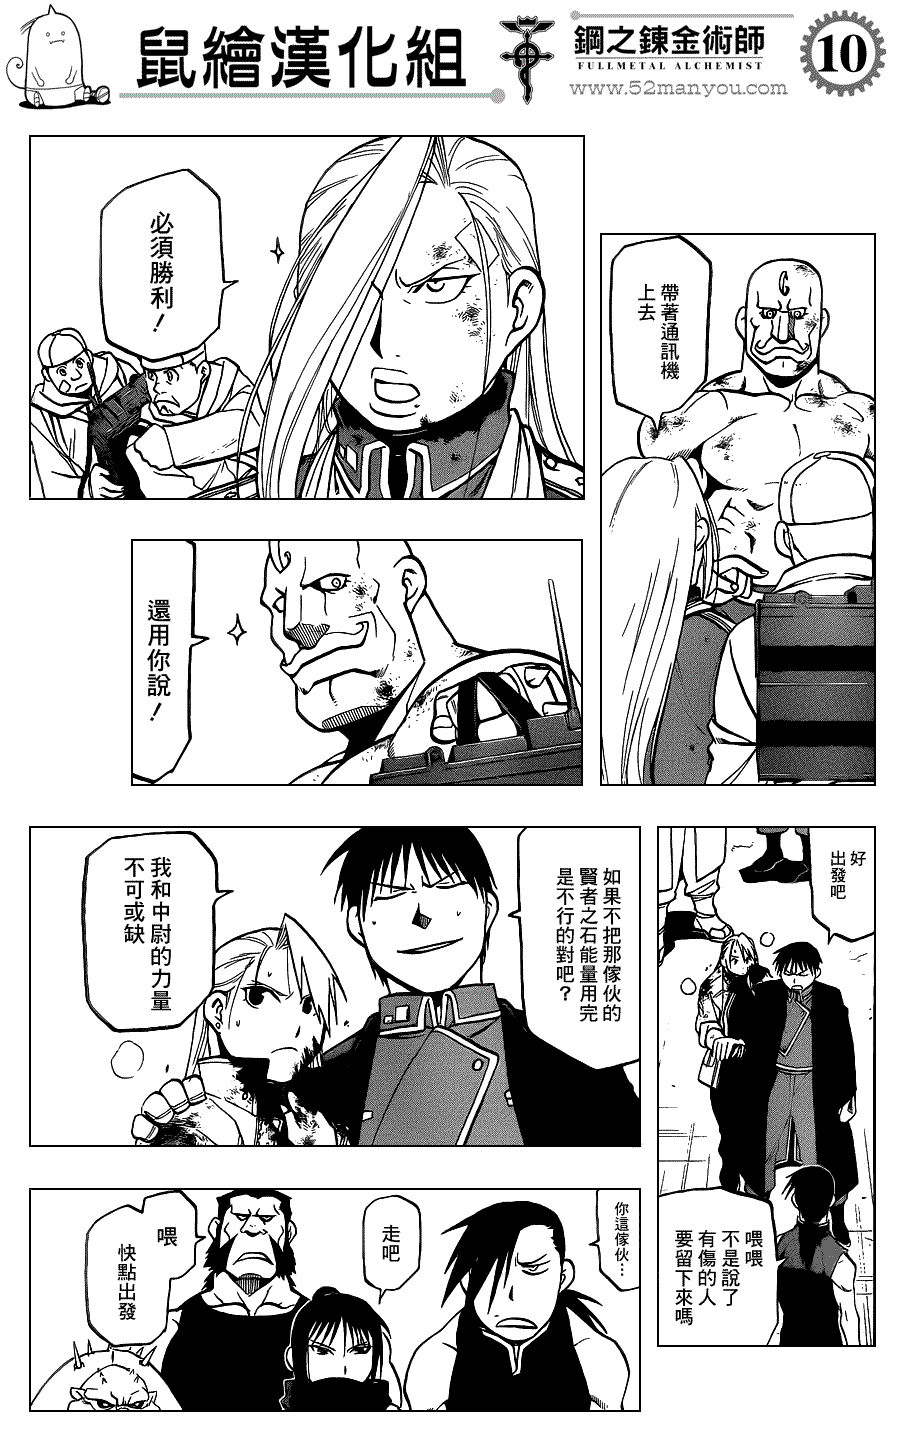 鼠繪漢化組
鋼之鍊金術師
FULLMETAL ALCHEMIST
www.52manyou.com
10
帶著通訊機
上去
必須勝利！
還用你說！
好
出發吧
喂喂
不是說了
有傷的人
要留下來嗎
如果不把那傢伙的
賢者之石能量用完
是不行的對吧？
我和中尉的力量
不可或缺
你這傢伙…
走吧
喂
快點出發